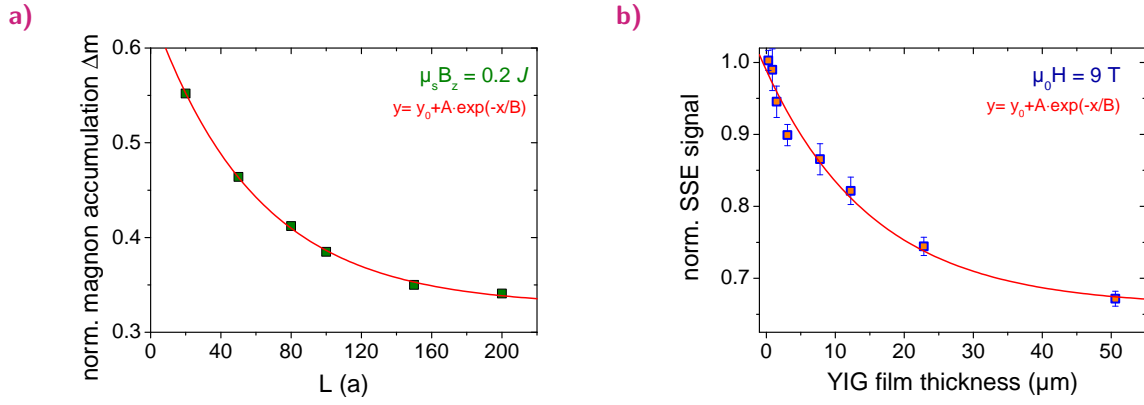 a)
norm. magnon accumulation Δm
0.6
0.5
0.4
0.3
0 40 80 120 160 200
L (a)
μₛB_z = 0.2 J
y= y₀+A·exp(-x/B)
b)
norm. SSE signal
1.0
0.9
0.8
0.7
0 10 20 30 40 50
YIG film thickness (μm)
μ₀H = 9 T
y= y₀+A·exp(-x/B)